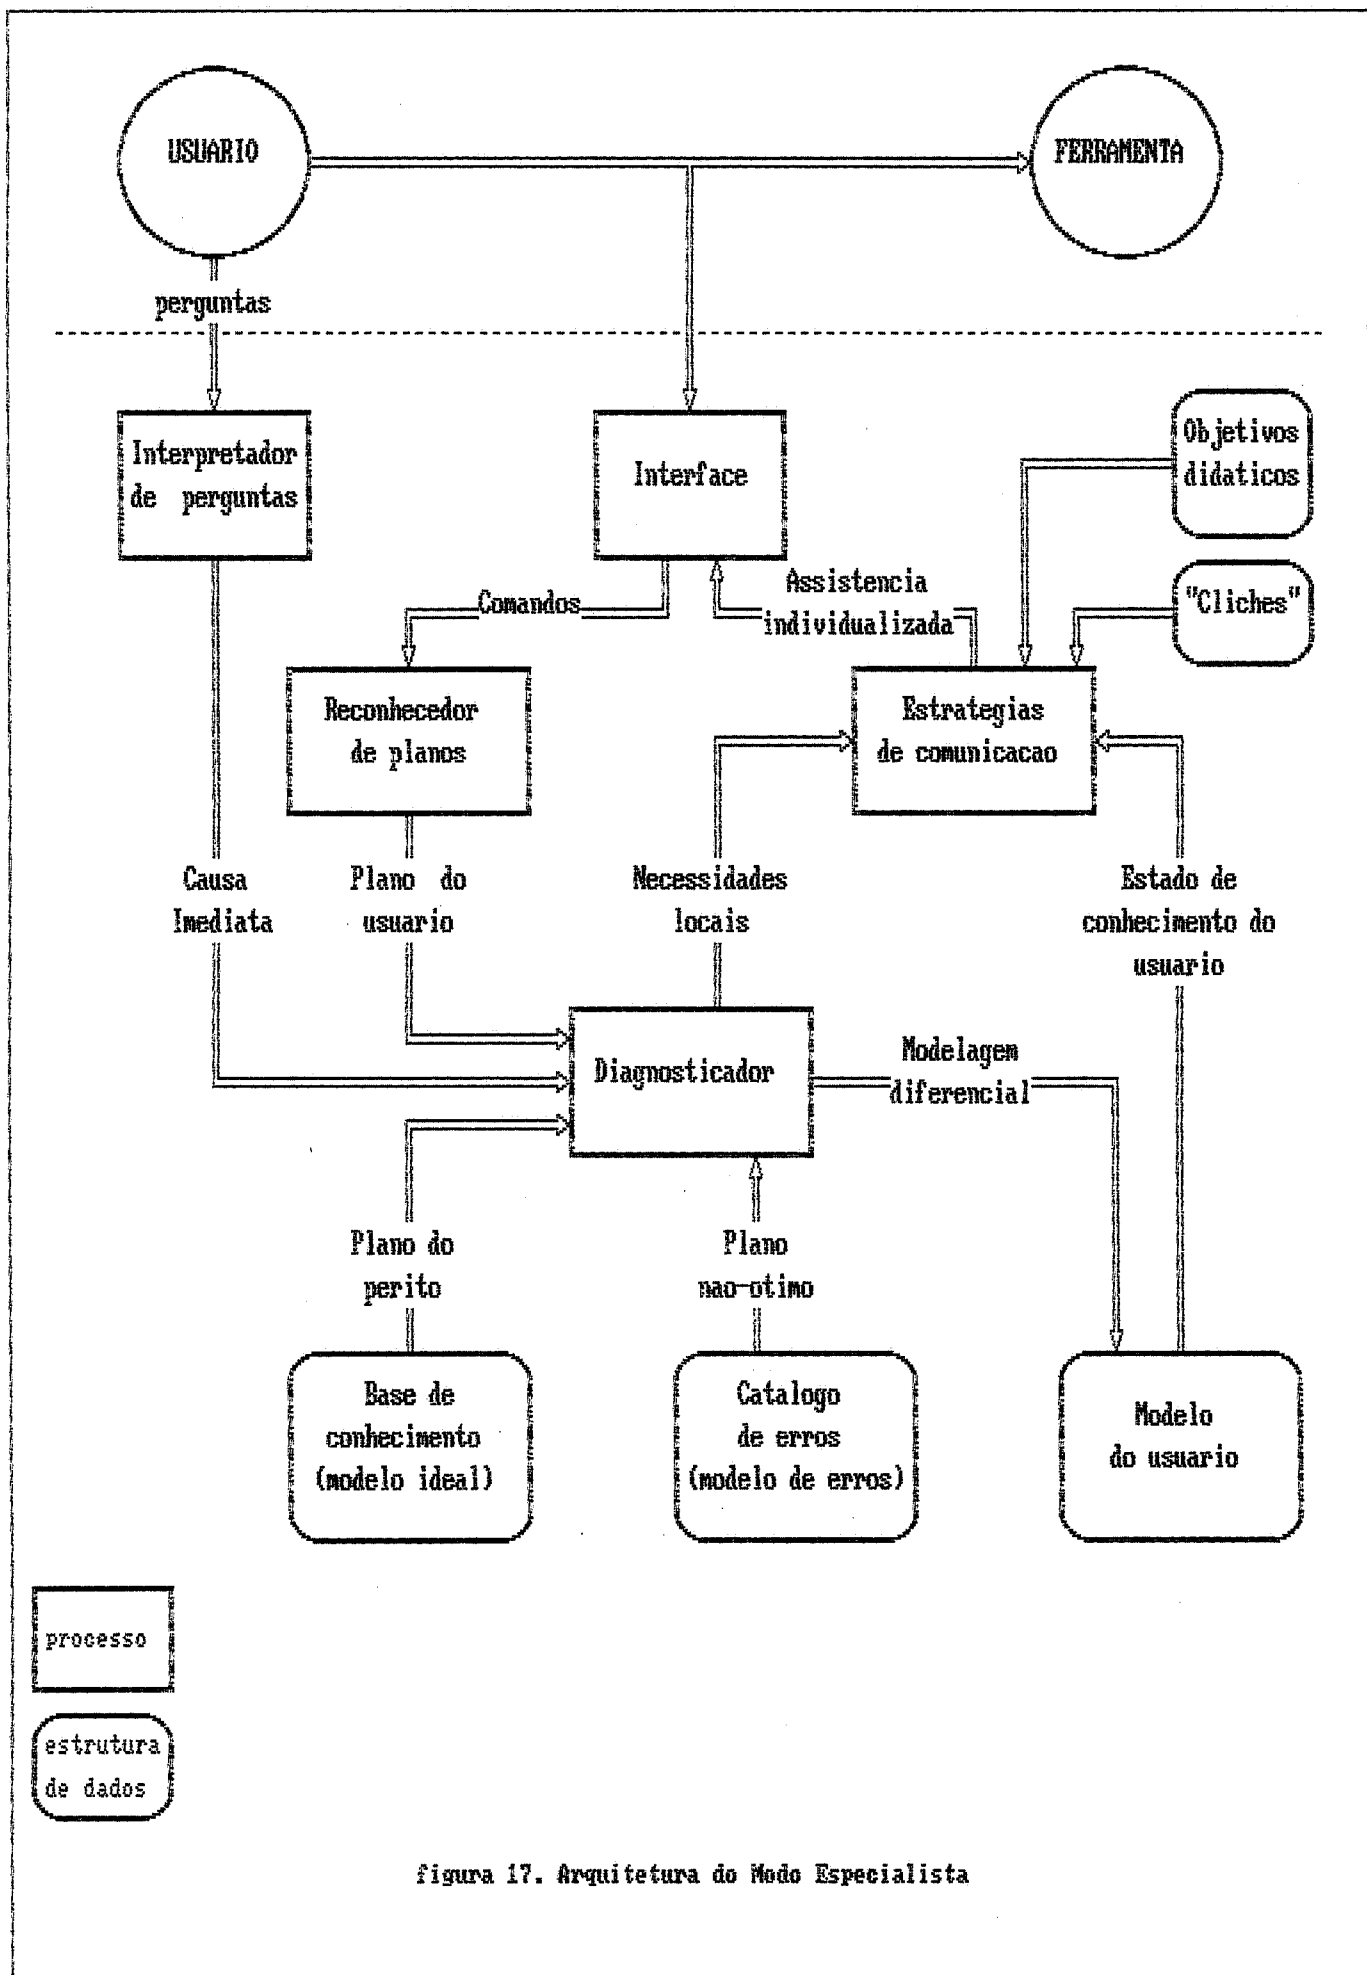 USUARIO
FERRAMENTA
perguntas
Interpretador
de perguntas
Interface
Objetivos
didaticos
"Cliches"
Comandos
Assistencia
individualizada
Reconhecedor
de planos
Estrategias
de comunicacao
Causa
Imediata
Plano do
usuario
Necessidades
locais
Estado de
conhecimento do
usuario
Diagnosticador
Modelagem
diferencial
Plano do
perito
Plano
nao-otimo
Base de
conhecimento
(modelo ideal)
Catalogo
de erros
(modelo de erros)
Modelo
do usuario
processo
estrutura
de dados
figura 17. Arquitetura do Modo Especialista